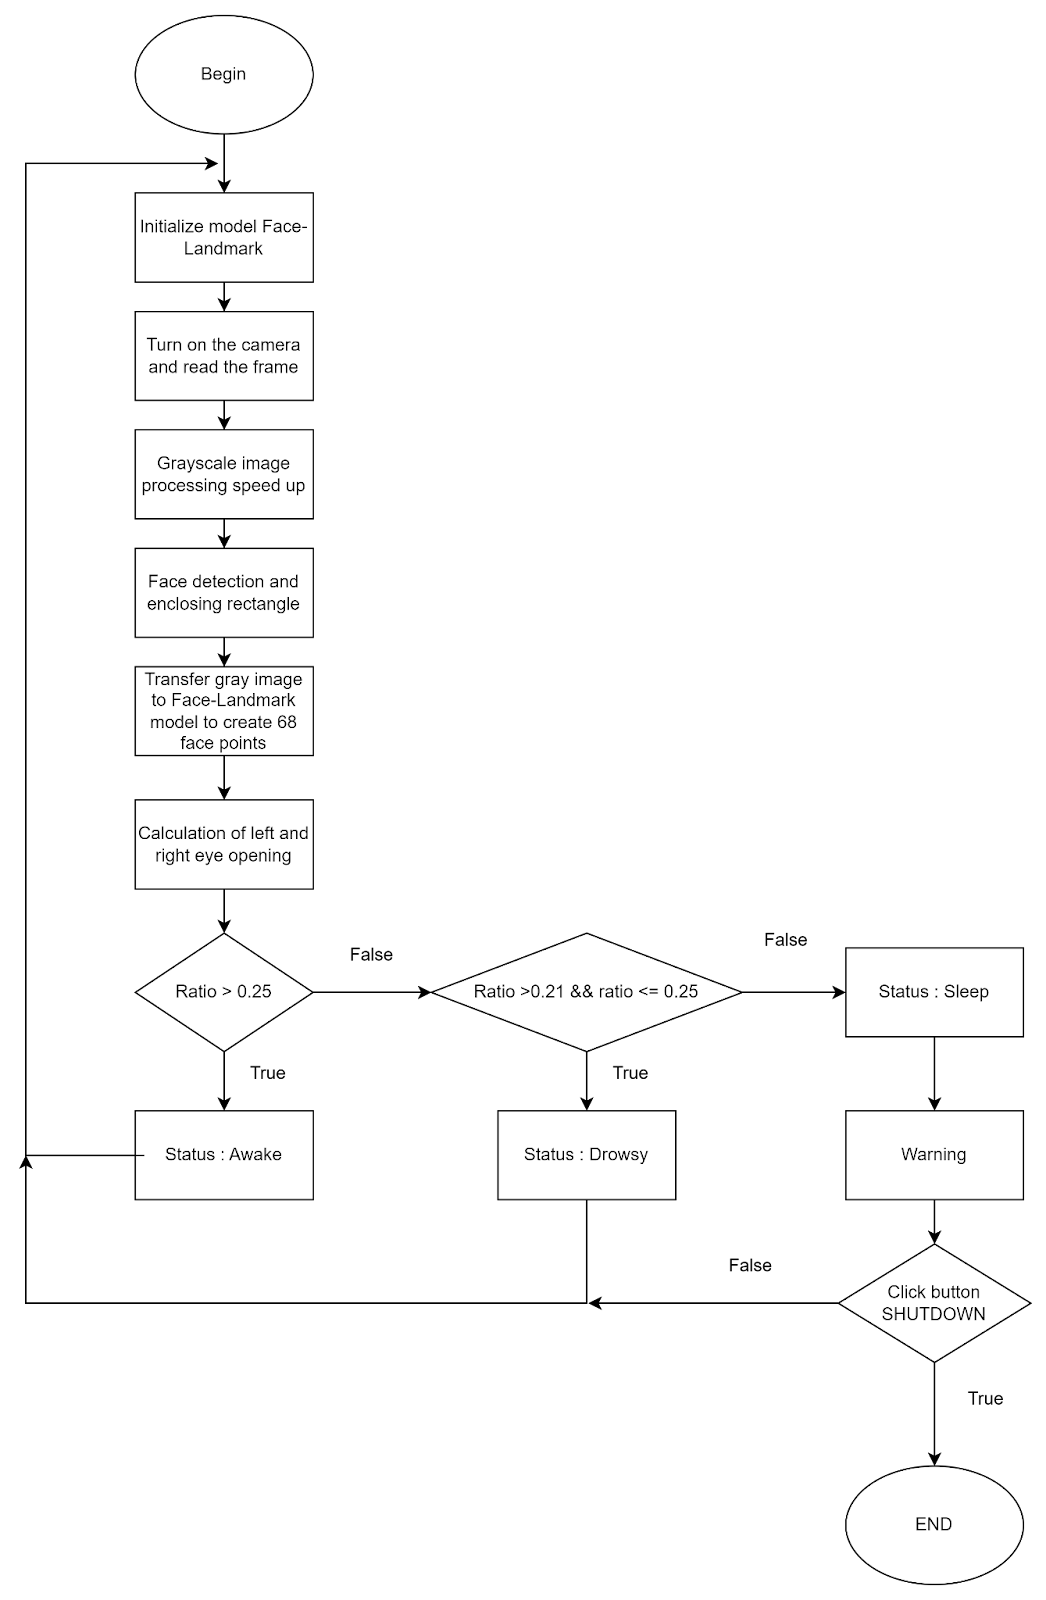 Begin
Initialize model Face-
Landmark
Turn on the camera
and read the frame
Grayscale image
processing speed up
Face detection and
enclosing rectangle
Transfer gray image
to Face-Landmark
model to create 68
face points
Calculation of left and
right eye opening
Ratio > 0.25
False
Ratio >0.21 && ratio <= 0.25
False
Status : Sleep
True
True
Status : Awake
Status : Drowsy
Warning
False
Click button
SHUTDOWN
True
END